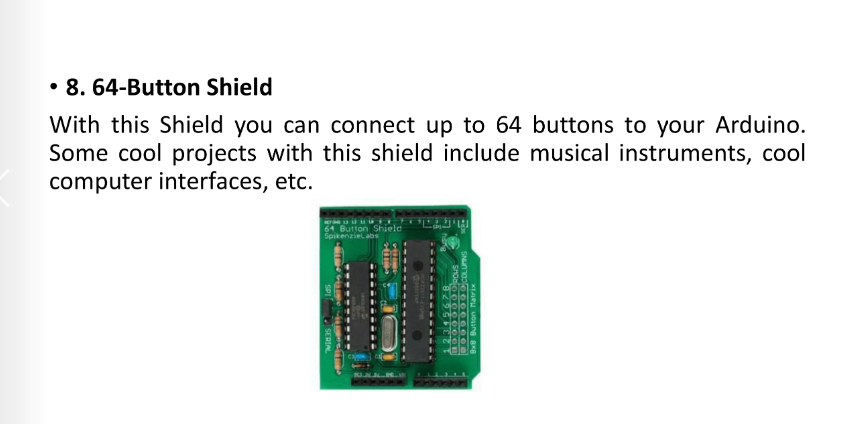 • 8. 64-Button Shield
With this Shield you can connect up to 64 buttons to your Arduino.
Some cool projects with this shield include musical instruments, cool
computer interfaces, etc.
64 Button Shield
SpikenzieLabs
Busy
ROWS
COLUMNS
SPI
SERIAL
1 2 3 4 5 6 7 8
8x8 Button Matrix